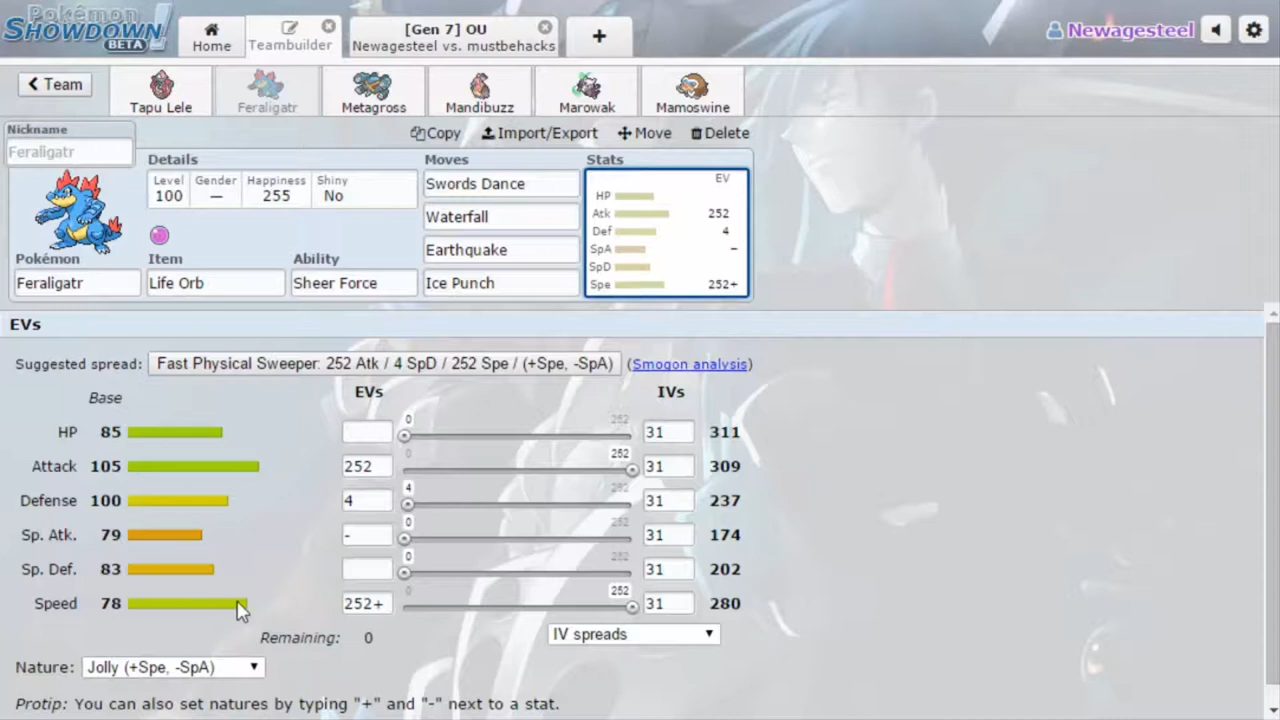 Pokémon
SHOWDOWN!
BETA
Home
Teambuilder
[Gen 7] OU
Newagesteel vs. mustbehacks
+
Newagesteel
< Team
Tapu Lele
Feraligatr
Metagross
Mandibuzz
Marowak
Mamoswine
Copy Import/Export Move Delete
Nickname
Feraligatr
Details
Level Gender Happiness Shiny
100 — 255 No
Pokémon Item Ability
Feraligatr Life Orb Sheer Force
Moves
Swords Dance
Waterfall
Earthquake
Ice Punch
Stats
EV
HP
Atk 252
Def 4
SpA –
SpD
Spe 252+
EVs
Suggested spread: Fast Physical Sweeper: 252 Atk / 4 SpD / 252 Spe / (+Spe, -SpA) (Smogon analysis)
Base EVs IVs
HP 85 0 252 31 311
Attack 105 252 0 252 31 309
Defense 100 4 4 252 31 237
Sp. Atk. 79 - 0 252 31 174
Sp. Def. 83 0 252 31 202
Speed 78 252+ 0 252 31 280
Remaining: 0 IV spreads
Nature: Jolly (+Spe, -SpA)
Protip: You can also set natures by typing "+" and "-" next to a stat.